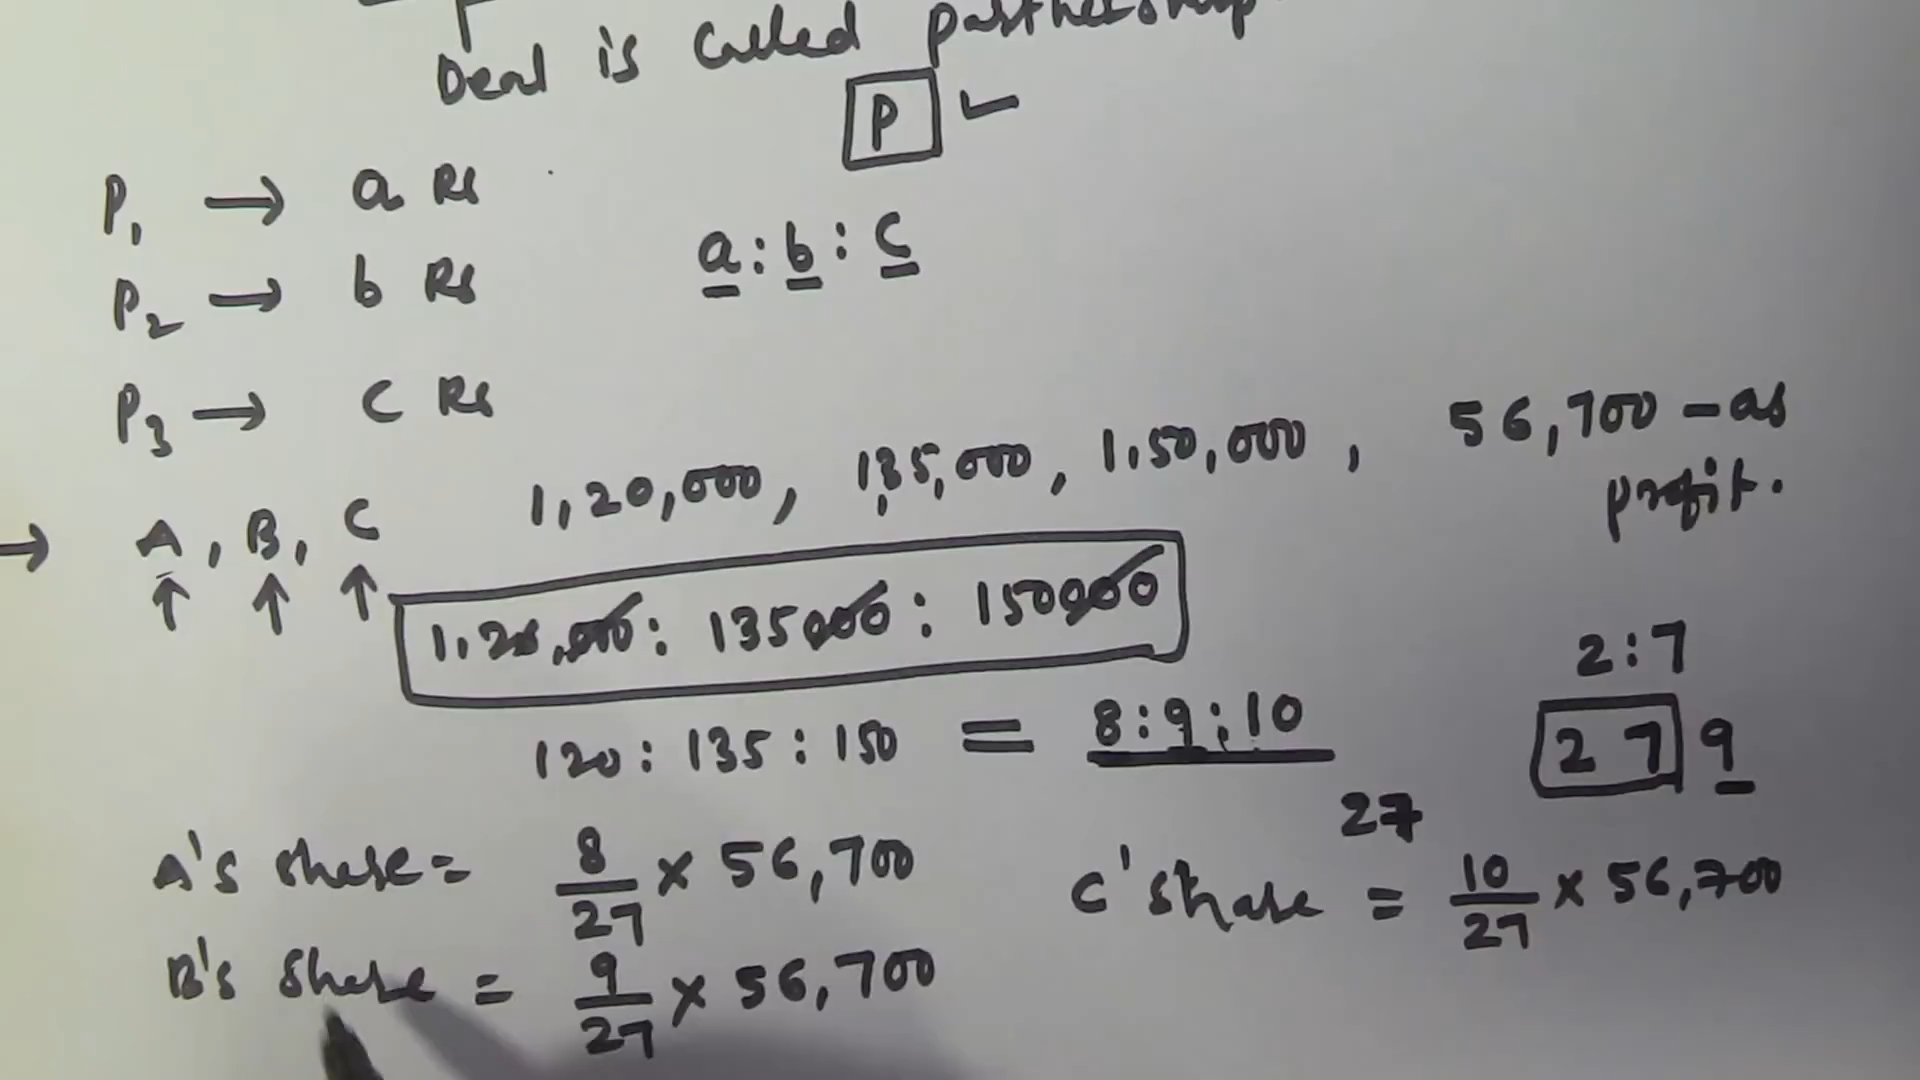 Deal is called partnership.
P ✓
P1 → a Rs
P2 → b Rs
a : b : c
P3 → c Rs
→ A, B, C 1,20,000, 1,35,000, 1,50,000, 56,700 - as profit.
1,20,000 : 135000 : 150000
2:7
120 : 135 : 150 = 8:9:10
27 9
27
A's share = 8/27 × 56,700
C's share = 10/27 × 56,700
B's share = 9/27 × 56,700